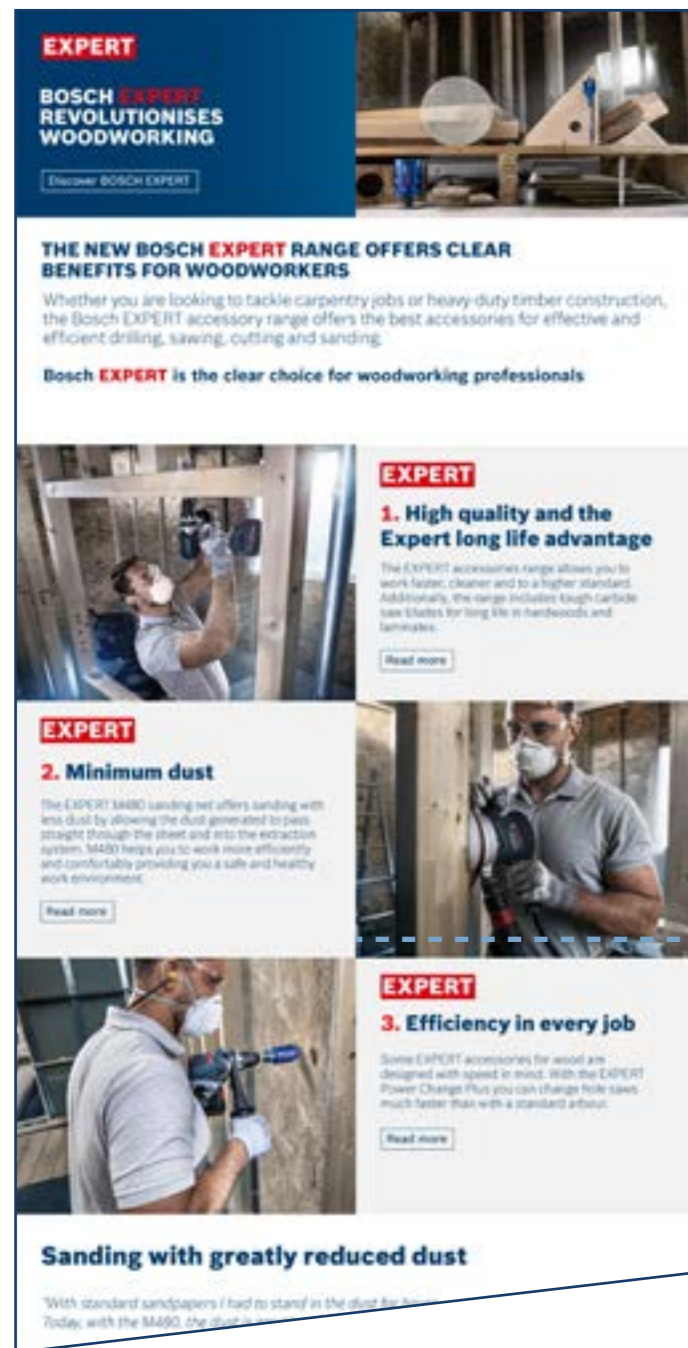 EXPERT
BOSCH EXPERT
REVOLUTIONISES
WOODWORKING
Discover BOSCH EXPERT
THE NEW BOSCH EXPERT RANGE OFFERS CLEAR
BENEFITS FOR WOODWORKERS
Whether you are looking to tackle carpentry jobs or heavy-duty timber construction,
the Bosch EXPERT accessory range offers the best accessories for effective and
efficient drilling, sawing, cutting and sanding.
Bosch EXPERT is the clear choice for woodworking professionals
EXPERT
1. High quality and the
Expert long life advantage
The EXPERT accessories range allows you to
work faster, cleaner and to a higher standard.
Additionally, the range includes tough carbide
saw blades for long life in hardwoods and
laminates.
Read more
EXPERT
2. Minimum dust
The EXPERT M480 sanding net offers sanding with
less dust by allowing the dust generated to pass
straight through the sheet and into the extraction
system. M480 helps you to work more efficiently
and comfortably providing you a safe and healthy
work environment.
Read more
EXPERT
3. Efficiency in every job
Some EXPERT accessories for wood are
designed with speed in mind. With the EXPERT
Power Change Plus you can change hole saws
much faster than with a standard arbour.
Read more
Sanding with greatly reduced dust
"With standard sandpapers I had to stand in the dust for
Today, with the M480, the dust is